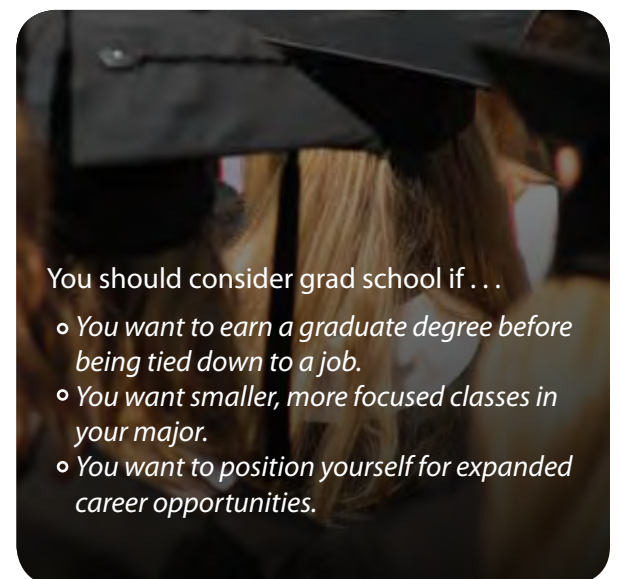 You should consider grad school if . . .
You want to earn a graduate degree before
being tied down to a job.
You want smaller, more focused classes in
your major.
You want to position yourself for expanded
career opportunities.